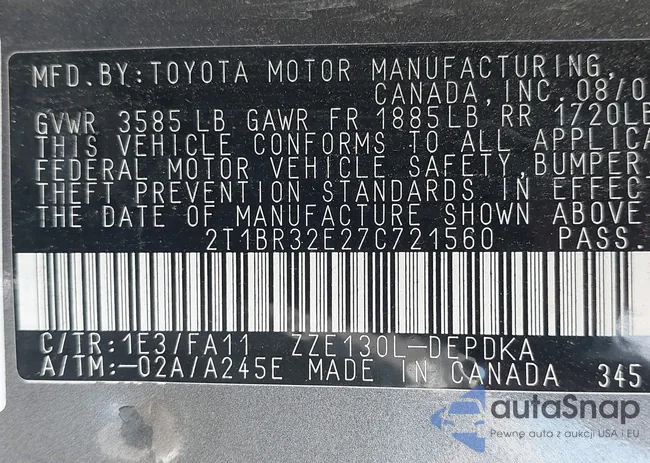 MFD. BY: TOYOTA MOTOR MANUFACTURING,
CANADA, INC. 08/0
GVWR 3585 LB GAWR FR 1885LB RR 1720LB
THIS VEHICLE CONFORMS TO ALL APPLICA
FEDERAL MOTOR VEHICLE SAFETY, BUMPER,
THEFT PREVENTION STANDARDS IN EFFECT
THE DATE OF MANUFACTURE SHOWN ABOVE
2T1BR32E27C721560 PASS.
C/TR: 1E3/FA11 ZZE130L-DEPDKA
A/TM:-02A/A245E MADE IN CANADA 345
autaSnap
Pewne auta z aukcji USA i EU